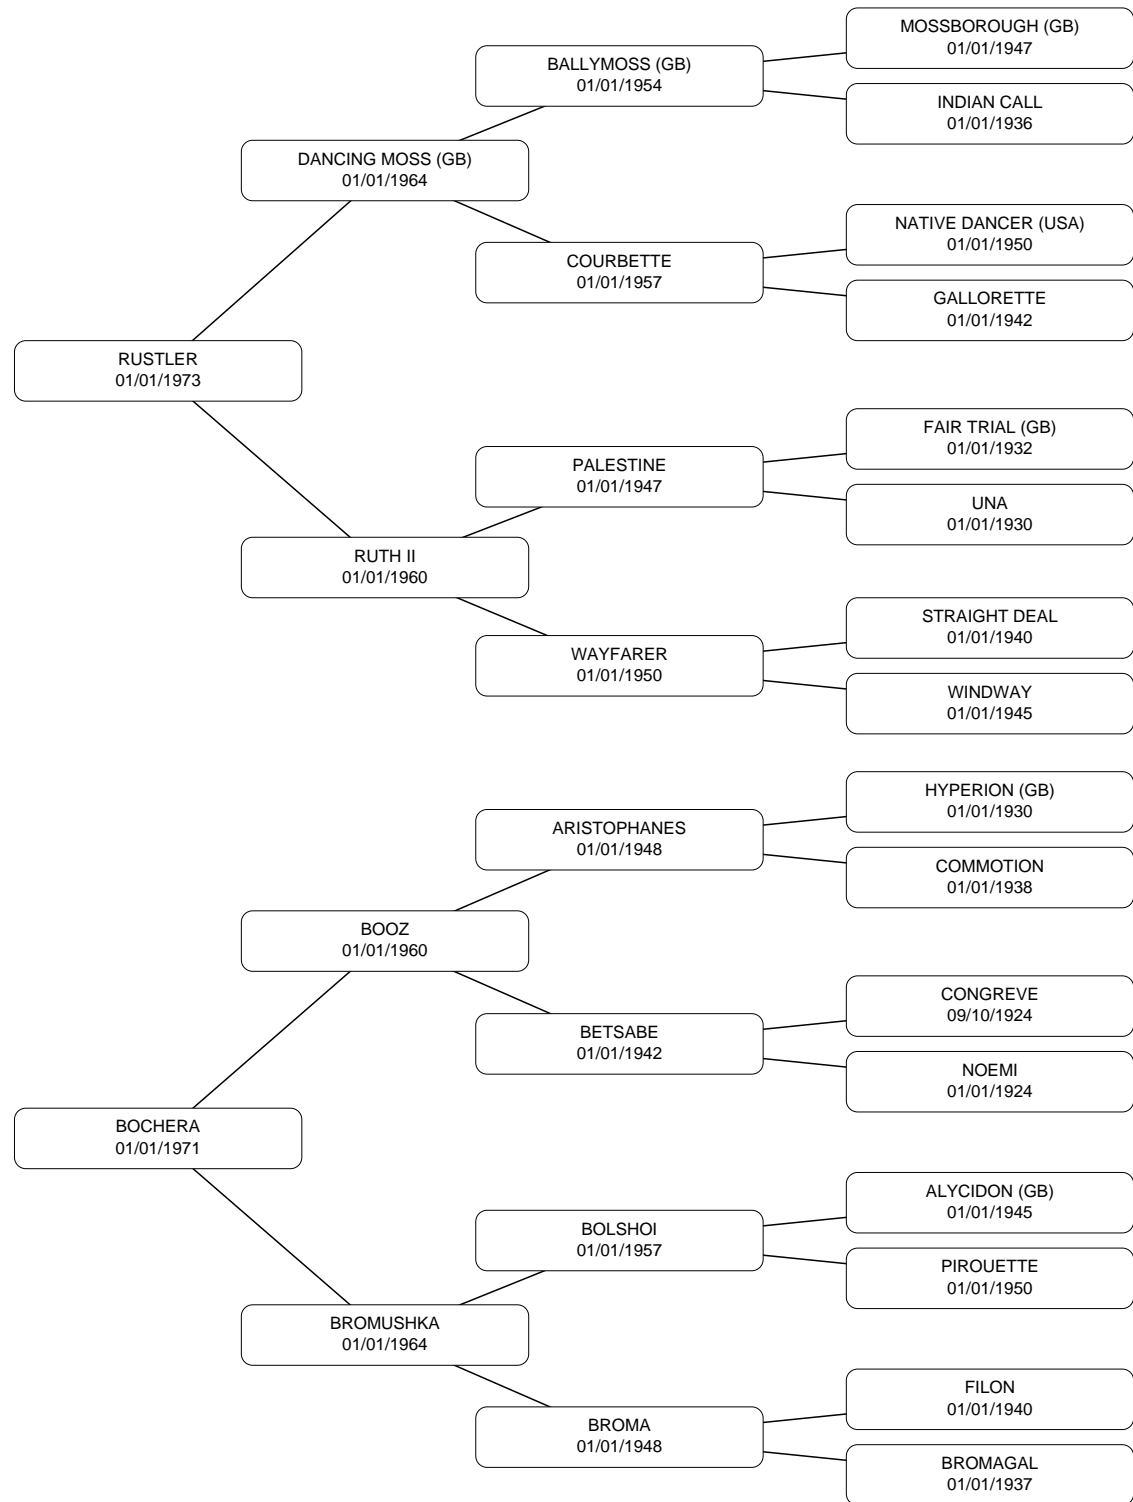 MOSSBOROUGH (GB)
01/01/1947
BALLYMOSS (GB)
01/01/1954
INDIAN CALL
01/01/1936
DANCING MOSS (GB)
01/01/1964
NATIVE DANCER (USA)
01/01/1950
COURBETTE
01/01/1957
GALLORETTE
01/01/1942
RUSTLER
01/01/1973
FAIR TRIAL (GB)
01/01/1932
PALESTINE
01/01/1947
UNA
01/01/1930
RUTH II
01/01/1960
STRAIGHT DEAL
01/01/1940
WAYFARER
01/01/1950
WINDWAY
01/01/1945
HYPERION (GB)
01/01/1930
ARISTOPHANES
01/01/1948
COMMOTION
01/01/1938
BOOZ
01/01/1960
CONGREVE
09/10/1924
BETSABE
01/01/1942
NOEMI
01/01/1924
BOCHERA
01/01/1971
ALYCIDON (GB)
01/01/1945
BOLSHOI
01/01/1957
PIROUETTE
01/01/1950
BROMUSHKA
01/01/1964
FILON
01/01/1940
BROMA
01/01/1948
BROMAGAL
01/01/1937